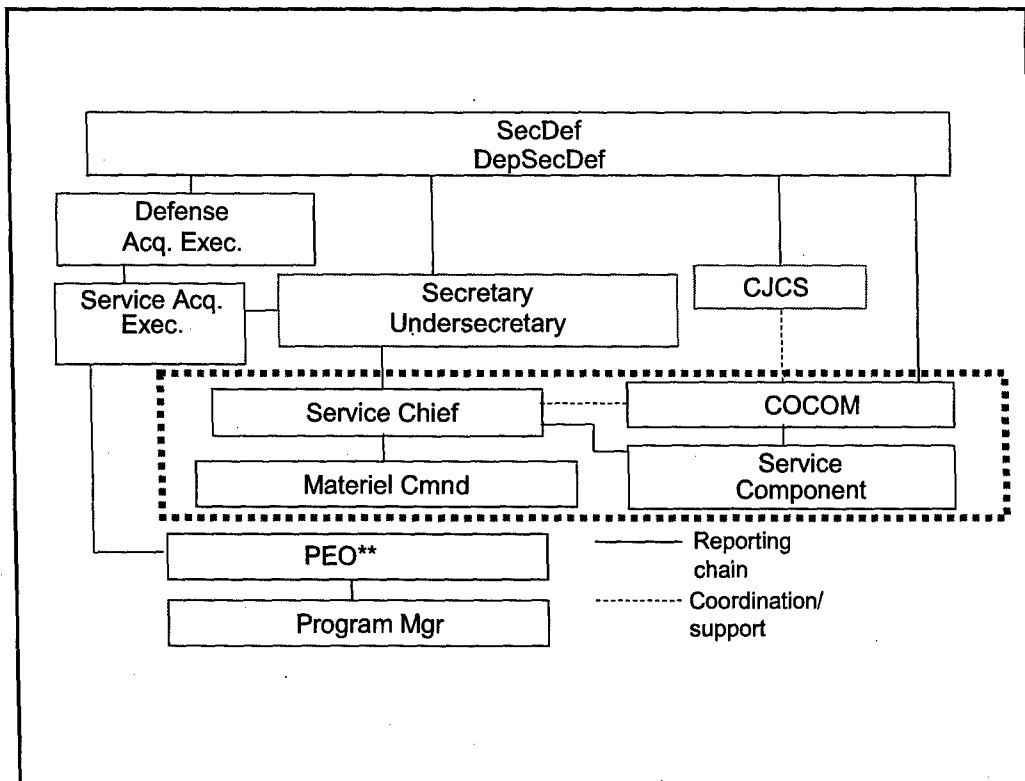 SecDef
DepSecDef
Defense
Acq. Exec.
Service Acq.
Exec.
Secretary
Undersecretary
CJCS
Service Chief
COCOM
Materiel Cmnd
Service
Component
PEO**
Program Mgr
Reporting
chain
Coordination/
support